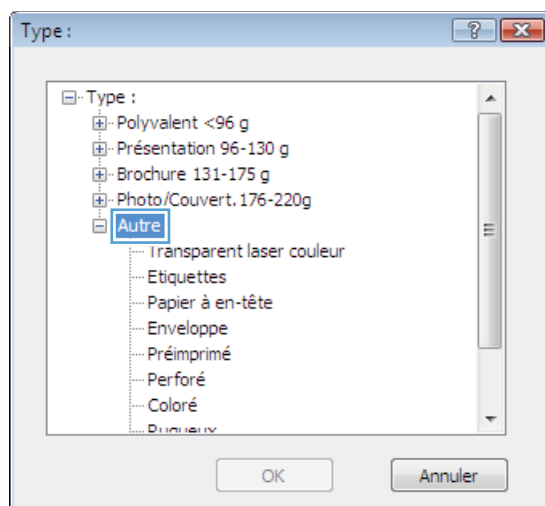 Type :
Type :
Polyvalent <96 g
Présentation 96-130 g
Brochure 131-175 g
Photo/Couvert. 176-220g
Autre
Transparent laser couleur
Etiquettes
Papier à en-tête
Enveloppe
Préimprimé
Perforé
Coloré
Rugueux
OK Annuler